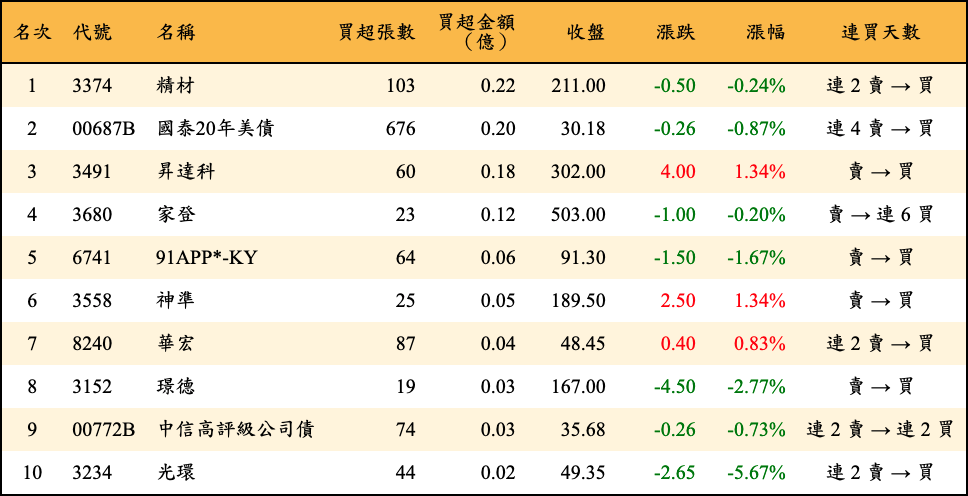 名次 代號 名稱 買超張數 買超金額（億） 收盤 漲跌 漲幅 連買天數
1 3374 精材 103 0.22 211.00 -0.50 -0.24% 連 2 賣 → 買
2 00687B 國泰20年美債 676 0.20 30.18 -0.26 -0.87% 連 4 賣 → 買
3 3491 昇達科 60 0.18 302.00 4.00 1.34% 賣 → 買
4 3680 家登 23 0.12 503.00 -1.00 -0.20% 賣 → 連 6 買
5 6741 91APP*-KY 64 0.06 91.30 -1.50 -1.67% 賣 → 買
6 3558 神準 25 0.05 189.50 2.50 1.34% 賣 → 買
7 8240 華宏 87 0.04 48.45 0.40 0.83% 連 2 賣 → 買
8 3152 璟德 19 0.03 167.00 -4.50 -2.77% 賣 → 買
9 00772B 中信高評級公司債 74 0.03 35.68 -0.26 -0.73% 連 2 賣 → 連 2 買
10 3234 光環 44 0.02 49.35 -2.65 -5.67% 連 2 賣 → 買